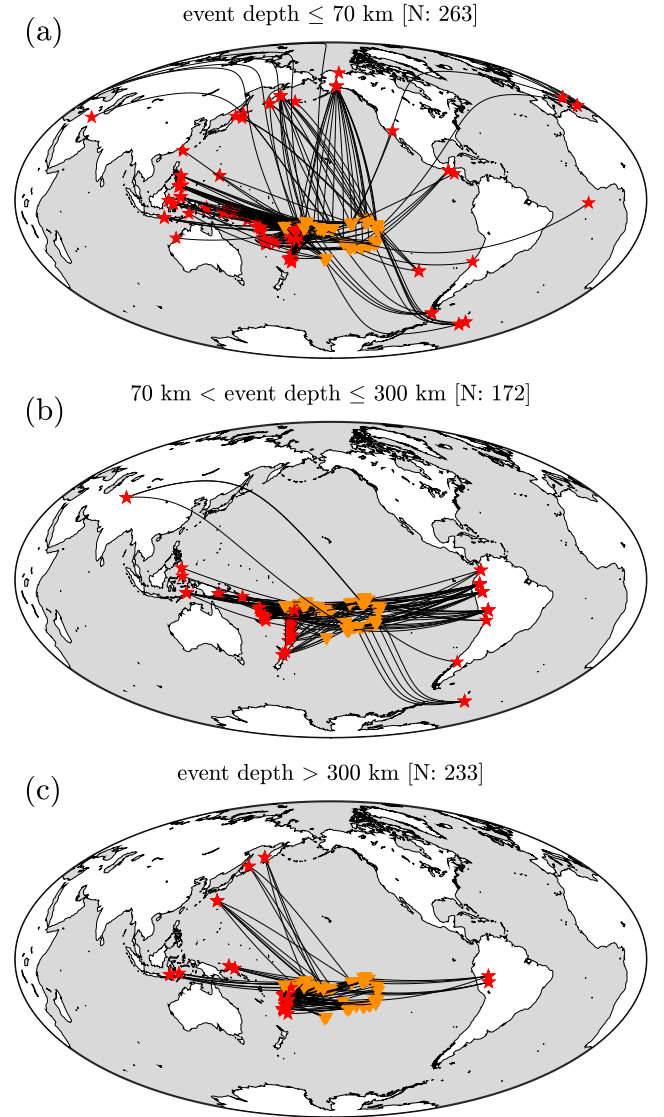 event depth ≤ 70 km [N: 263]
(a)
70 km < event depth ≤ 300 km [N: 172]
(b)
event depth > 300 km [N: 233]
(c)